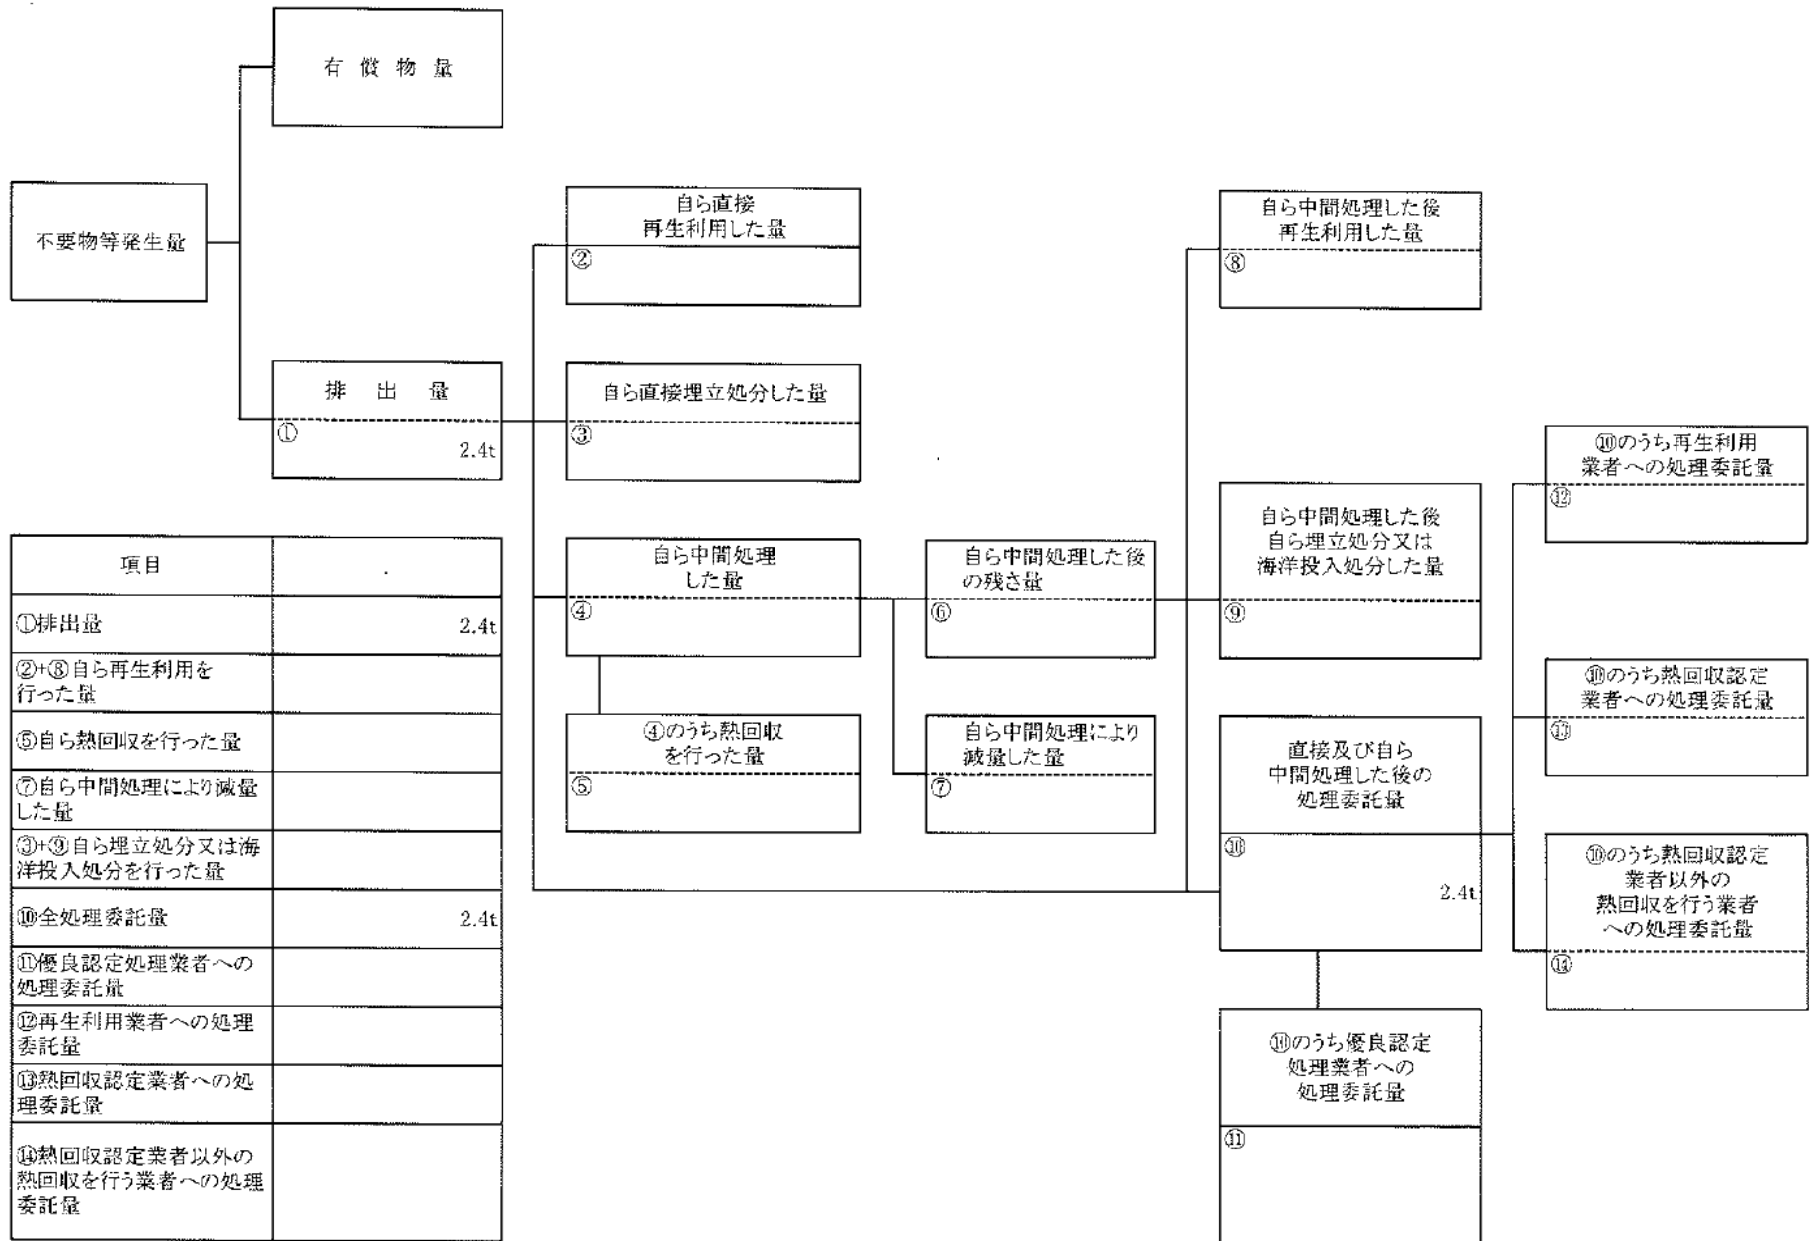 有償物量
不要物等発生量
排出量
①
2.4t
自ら直接
再生利用した量
②
自ら直接埋立処分した量
③
自ら中間処理
した量
④
④のうち熱回収
を行った量
⑤
自ら中間処理した後
の残さ量
⑥
自ら中間処理により
減量した量
⑦
自ら中間処理した後
再生利用した量
⑧
自ら中間処理した後
自ら埋立処分又は
海洋投入処分した量
⑨
直接及び自ら
中間処理した後の
処理委託量
⑩
2.4t
⑩のうち優良認定
処理業者への
処理委託量
⑪
⑩のうち再生利用
業者への処理委託量
⑫
⑩のうち熱回収認定
業者への処理委託量
⑬
⑩のうち熱回収認定
業者以外の
熱回収を行う業者
への処理委託量
⑭
項目
①排出量 2.4t
②+⑧自ら再生利用を
行った量
⑤自ら熱回収を行った量
⑦自ら中間処理により減量
した量
③+⑨自ら埋立処分又は海
洋投入処分を行った量
⑩全処理委託量 2.4t
⑪優良認定処理業者への
処理委託量
⑫再生利用業者への処理
委託量
⑬熱回収認定業者への処
理委託量
⑭熱回収認定業者以外の
熱回収を行う業者への処理
委託量